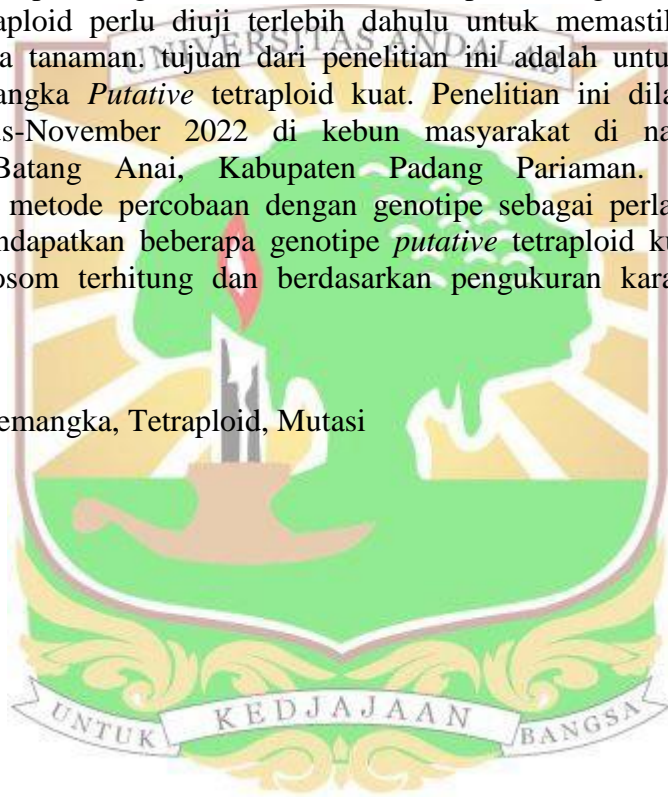 raploid perlu diuji terlebih dahulu untuk memastil
a tanaman. tujuan dari penelitian ini adalah untu
UNIVERSITAS ANDALAS
angka Putative tetraploid kuat. Penelitian ini dila
us-November 2022 di kebun masyarakat di na
Batang Anai, Kabupaten Padang Pariaman.
metode percobaan dengan genotipe sebagai perla
ndapatkan beberapa genotipe putative tetraploid ku
osom terhitung dan berdasarkan pengukuran kara
emangka, Tetraploid, Mutasi
UNTUK KEDJAJAAN BANGSA